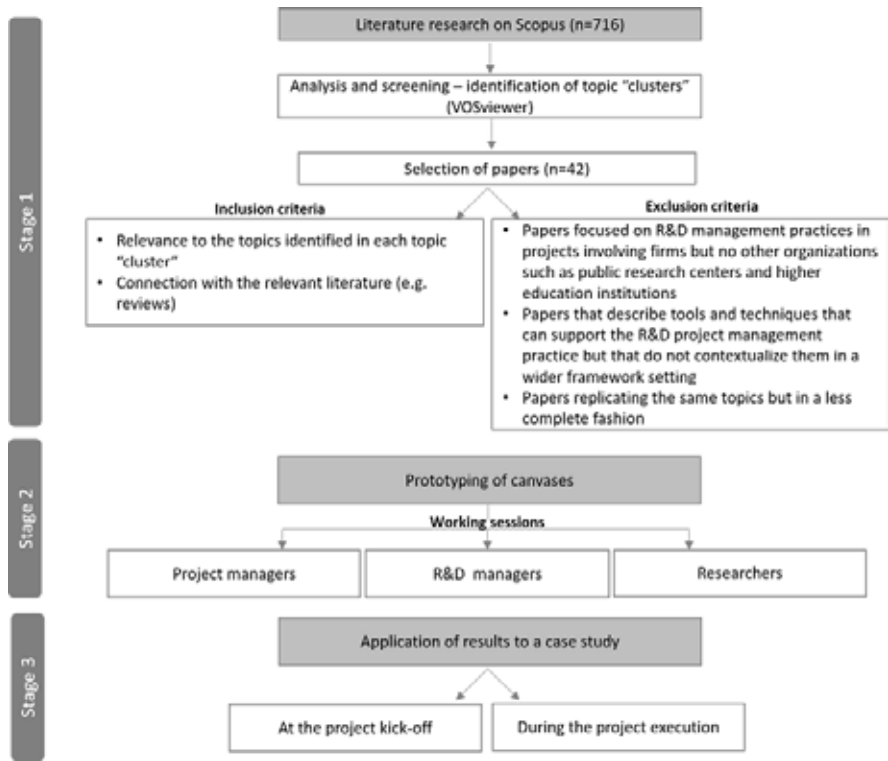 Stage 1
Literature research on Scopus (n=716)
Analysis and screening – identification of topic "clusters"
(VOSviewer)
Selection of papers (n=42)
Inclusion criteria
• Relevance to the topics identified in each topic
"cluster"
• Connection with the relevant literature (e.g.
reviews)
Exclusion criteria
• Papers focused on R&D management practices in
projects involving firms but no other organizations
such as public research centers and higher
education institutions
• Papers that describe tools and techniques that
can support the R&D project management
practice but that do not contextualize them in a
wider framework setting
• Papers replicating the same topics but in a less
complete fashion
Stage 2
Prototyping of canvases
Working sessions
Project managers
R&D managers
Researchers
Stage 3
Application of results to a case study
At the project kick-off
During the project execution